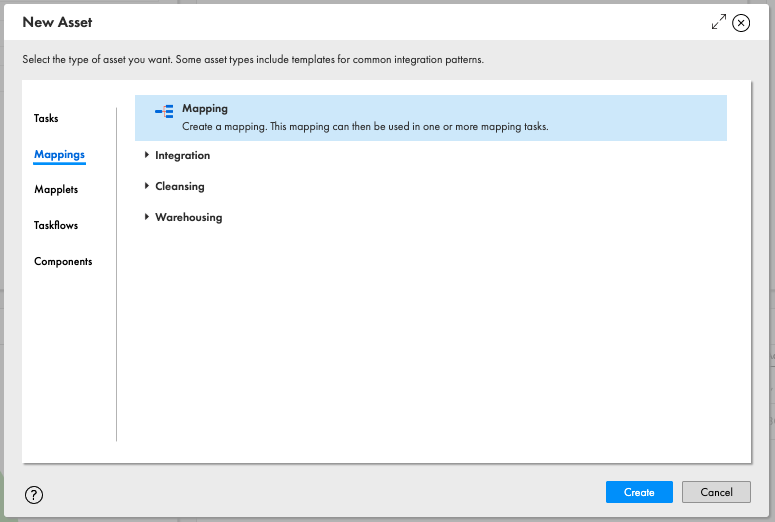 New Asset
Select the type of asset you want. Some asset types include templates for common integration patterns.
Tasks
Mappings
Mapplets
Taskflows
Components
Mapping
Create a mapping. This mapping can then be used in one or more mapping tasks.
Integration
Cleansing
Warehousing
?
Create
Cancel